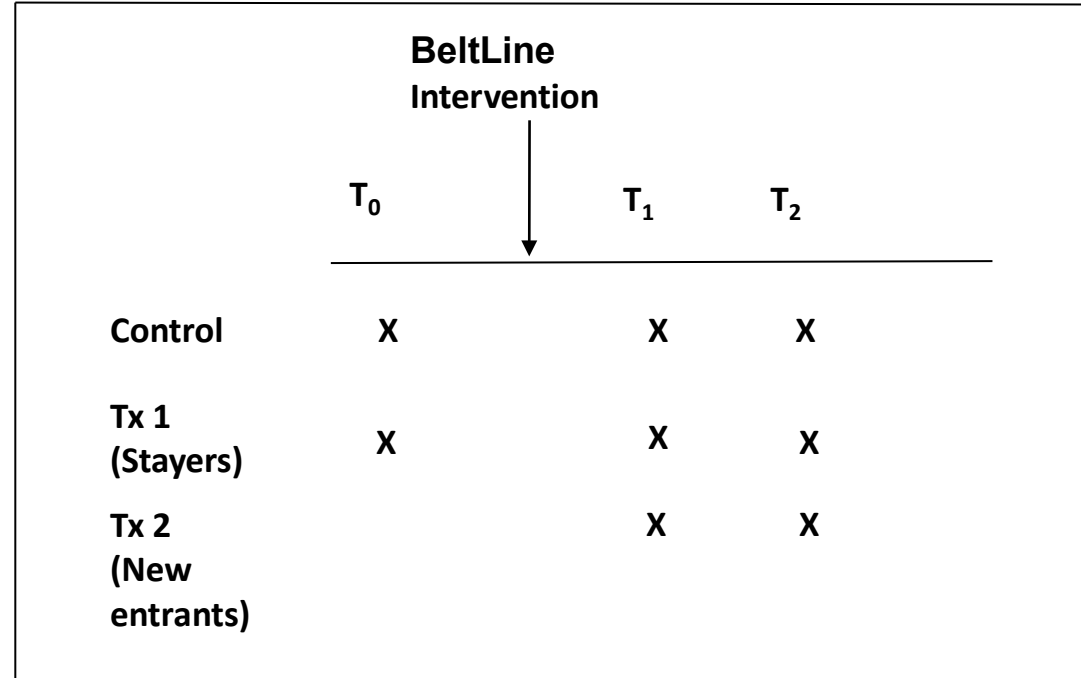 BeltLine
Intervention
T₀ T₁ T₂
Control X X X
Tx 1
(Stayers) X X X
Tx 2 X X
(New
entrants)